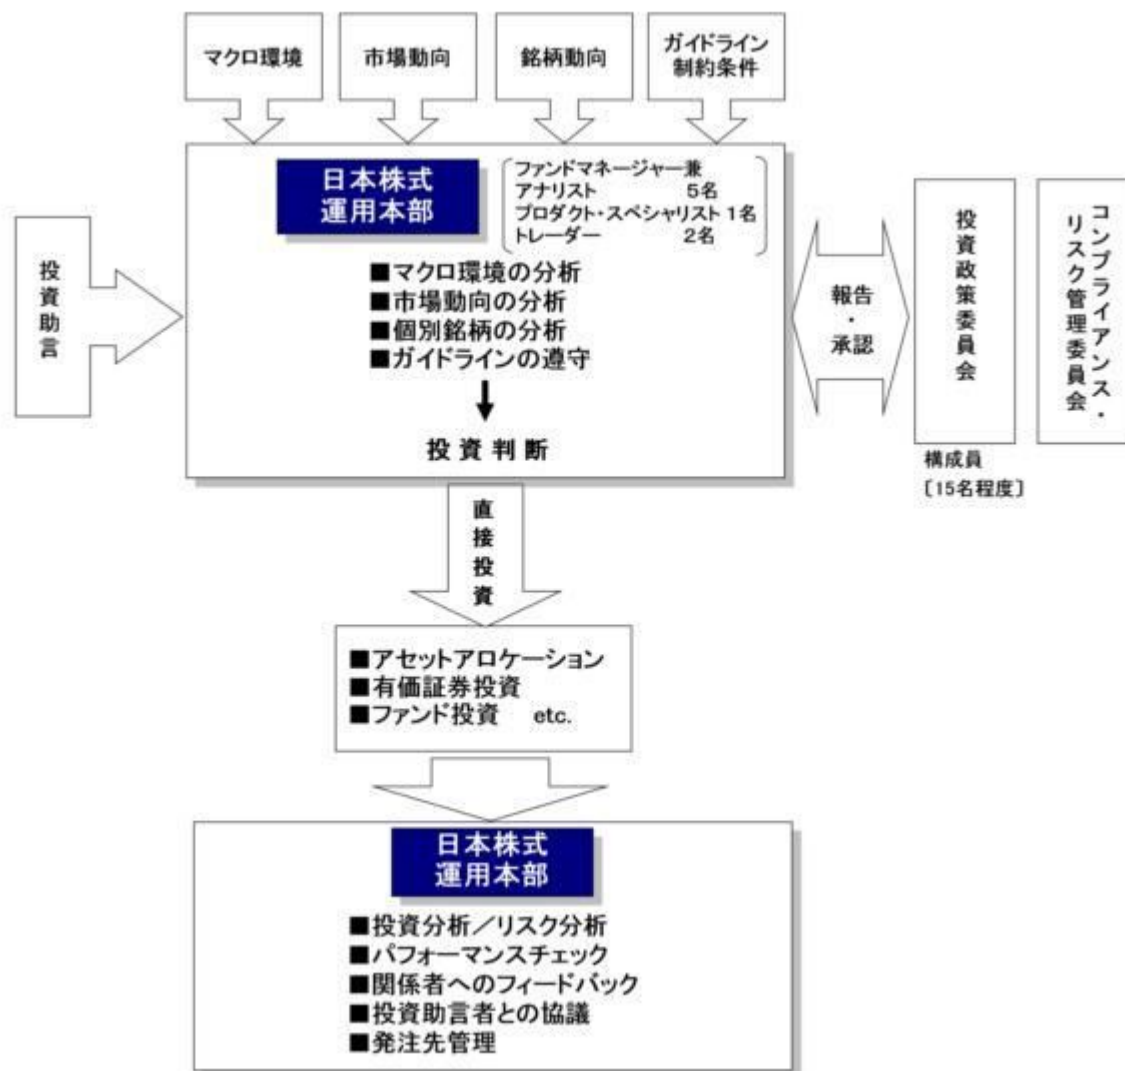 マクロ環境
市場動向
銘柄動向
ガイドライン
制約条件
日本株式
運用本部
ファンドマネージャー兼
アナリスト 5名
プロダクト・スペシャリスト 1名
トレーダー 2名
投資助言
■マクロ環境の分析
■市場動向の分析
■個別銘柄の分析
■ガイドラインの遵守
投資判断
報告
・
承認
投資政策委員会
コンプライアンス・
リスク管理委員会
構成員
〔15名程度〕
直接投資
■アセットアロケーション
■有価証券投資
■ファンド投資 etc.
日本株式
運用本部
■投資分析／リスク分析
■パフォーマンスチェック
■関係者へのフィードバック
■投資助言者との協議
■発注先管理